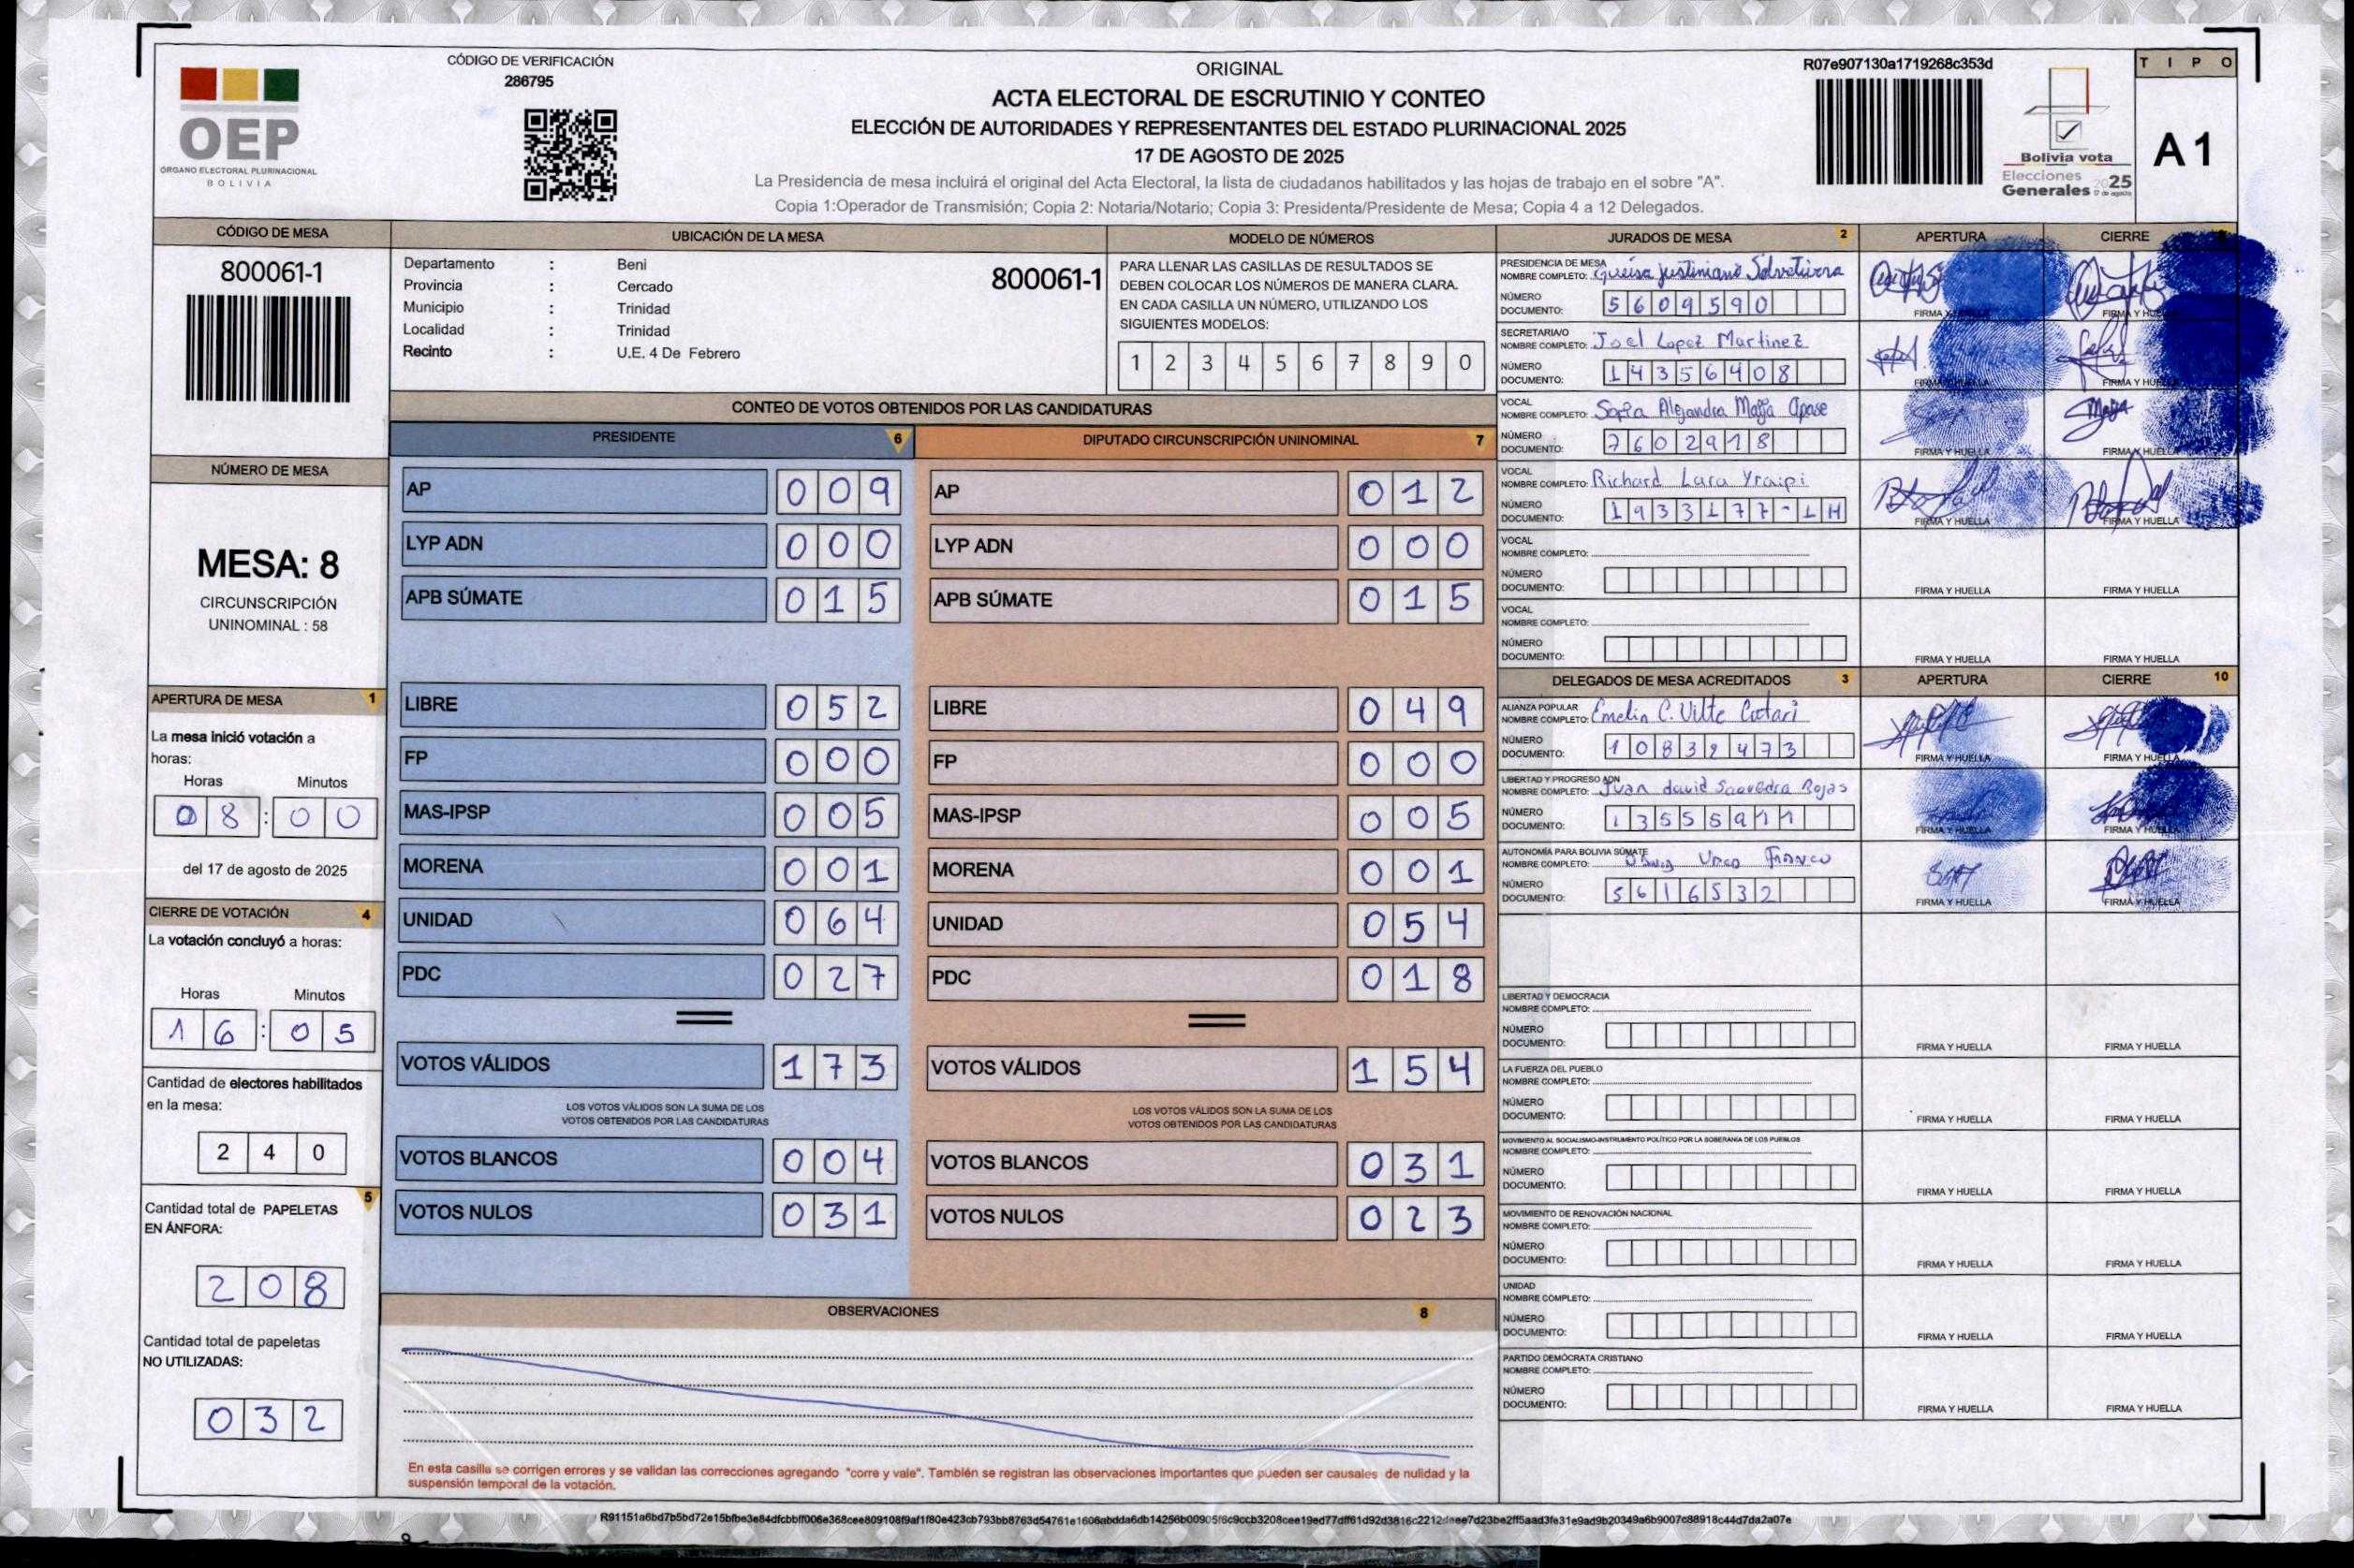 CÓDIGO DE VERIFICACIÓN
286795
OEP
ÓRGANO ELECTORAL PLURINACIONAL
BOLIVIA
ORIGINAL
ACTA ELECTORAL DE ESCRUTINIO Y CONTEO
ELECCIÓN DE AUTORIDADES Y REPRESENTANTES DEL ESTADO PLURINACIONAL 2025
17 DE AGOSTO DE 2025
La Presidencia de mesa incluirá el original del Acta Electoral, la lista de ciudadanos habilitados y las hojas de trabajo en el sobre "A".
Copia 1:Operador de Transmisión; Copia 2: Notaria/Notario; Copia 3: Presidenta/Presidente de Mesa; Copia 4 a 12 Delegados.
R07e907130a1719268c353d
Bolivia vota
Elecciones
Generales 2025
17 de agosto
TIPO
A1
CÓDIGO DE MESA
800061-1
NÚMERO DE MESA
MESA: 8
CIRCUNSCRIPCIÓN
UNINOMINAL : 58
APERTURA DE MESA 1
La mesa inició votación a
horas:
Horas Minutos
08:00
del 17 de agosto de 2025
CIERRE DE VOTACIÓN 4
La votación concluyó a horas:
Horas Minutos
16:05
Cantidad de electores habilitados
en la mesa:
240
5
Cantidad total de PAPELETAS
EN ÁNFORA:
208
Cantidad total de papeletas
NO UTILIZADAS:
032
UBICACIÓN DE LA MESA
Departamento : Beni
800061-1
Provincia : Cercado
Municipio : Trinidad
Localidad : Trinidad
Recinto : U.E. 4 De Febrero
MODELO DE NÚMEROS
PARA LLENAR LAS CASILLAS DE RESULTADOS SE
DEBEN COLOCAR LOS NÚMEROS DE MANERA CLARA.
EN CADA CASILLA UN NÚMERO, UTILIZANDO LOS
SIGUIENTES MODELOS:
1 2 3 4 5 6 7 8 9 0
CONTEO DE VOTOS OBTENIDOS POR LAS CANDIDATURAS
PRESIDENTE 6
AP 009
LYP ADN 000
APB SÚMATE 015
LIBRE 052
FP 000
MAS-IPSP 005
MORENA 001
UNIDAD 064
PDC 027
VOTOS VÁLIDOS 173
LOS VOTOS VÁLIDOS SON LA SUMA DE LOS
VOTOS OBTENIDOS POR LAS CANDIDATURAS
VOTOS BLANCOS 004
VOTOS NULOS 031
DIPUTADO CIRCUNSCRIPCIÓN UNINOMINAL 7
AP 012
LYP ADN 000
APB SÚMATE 015
LIBRE 049
FP 000
MAS-IPSP 005
MORENA 001
UNIDAD 054
PDC 018
VOTOS VÁLIDOS 154
LOS VOTOS VÁLIDOS SON LA SUMA DE LOS
VOTOS OBTENIDOS POR LAS CANDIDATURAS
VOTOS BLANCOS 031
VOTOS NULOS 023
OBSERVACIONES 8
En esta casilla se corrigen errores y se validan las correcciones agregando "corre y vale". También se registran las observaciones importantes que pueden ser causales de nulidad y la
suspensión temporal de la votación.
JURADOS DE MESA 2 APERTURA CIERRE
PRESIDENCIA DE MESA
NOMBRE COMPLETO: Justiniano
NÚMERO
DOCUMENTO: 5609590
FIRMA Y HUELLA
SECRETARIA/O
NOMBRE COMPLETO: Joel Lopez Martinez
NÚMERO
DOCUMENTO: 14356408
FIRMA Y HUELLA FIRMA Y HUELLA
VOCAL
NOMBRE COMPLETO: Alejandra
NÚMERO
DOCUMENTO: 7602918
FIRMA Y HUELLA FIRMA Y HUELLA
VOCAL
NOMBRE COMPLETO: Richard Lara Yraipi
NÚMERO
DOCUMENTO: 1933177-1H
FIRMA Y HUELLA FIRMA Y HUELLA
VOCAL
NOMBRE COMPLETO:
NÚMERO
DOCUMENTO:
FIRMA Y HUELLA FIRMA Y HUELLA
VOCAL
NOMBRE COMPLETO:
NÚMERO
DOCUMENTO:
FIRMA Y HUELLA FIRMA Y HUELLA
DELEGADOS DE MESA ACREDITADOS 3 APERTURA CIERRE 10
ALIANZA POPULAR
NOMBRE COMPLETO: Emelin C. Vilte
NÚMERO
DOCUMENTO: 10832473
FIRMA Y HUELLA FIRMA Y HUELLA
LIBERTAD Y PROGRESO ADN
NOMBRE COMPLETO: Juan david Saavedra Rojas
NÚMERO
DOCUMENTO: 13555911
FIRMA Y HUELLA FIRMA Y HUELLA
AUTONOMÍA PARA BOLIVIA SÚMATE
NOMBRE COMPLETO: Franco
NÚMERO
DOCUMENTO: 5616532
FIRMA Y HUELLA FIRMA Y HUELLA
LIBERTAD Y DEMOCRACIA
NOMBRE COMPLETO:
NÚMERO
DOCUMENTO:
FIRMA Y HUELLA FIRMA Y HUELLA
LA FUERZA DEL PUEBLO
NOMBRE COMPLETO:
NÚMERO
DOCUMENTO:
FIRMA Y HUELLA FIRMA Y HUELLA
MOVIMIENTO AL SOCIALISMO-INSTRUMENTO POLÍTICO POR LA SOBERANÍA DE LOS PUEBLOS
NOMBRE COMPLETO:
NÚMERO
DOCUMENTO:
FIRMA Y HUELLA FIRMA Y HUELLA
MOVIMIENTO DE RENOVACIÓN NACIONAL
NOMBRE COMPLETO:
NÚMERO
DOCUMENTO:
FIRMA Y HUELLA FIRMA Y HUELLA
UNIDAD
NOMBRE COMPLETO:
NÚMERO
DOCUMENTO:
FIRMA Y HUELLA FIRMA Y HUELLA
PARTIDO DEMÓCRATA CRISTIANO
NOMBRE COMPLETO:
NÚMERO
DOCUMENTO:
FIRMA Y HUELLA FIRMA Y HUELLA